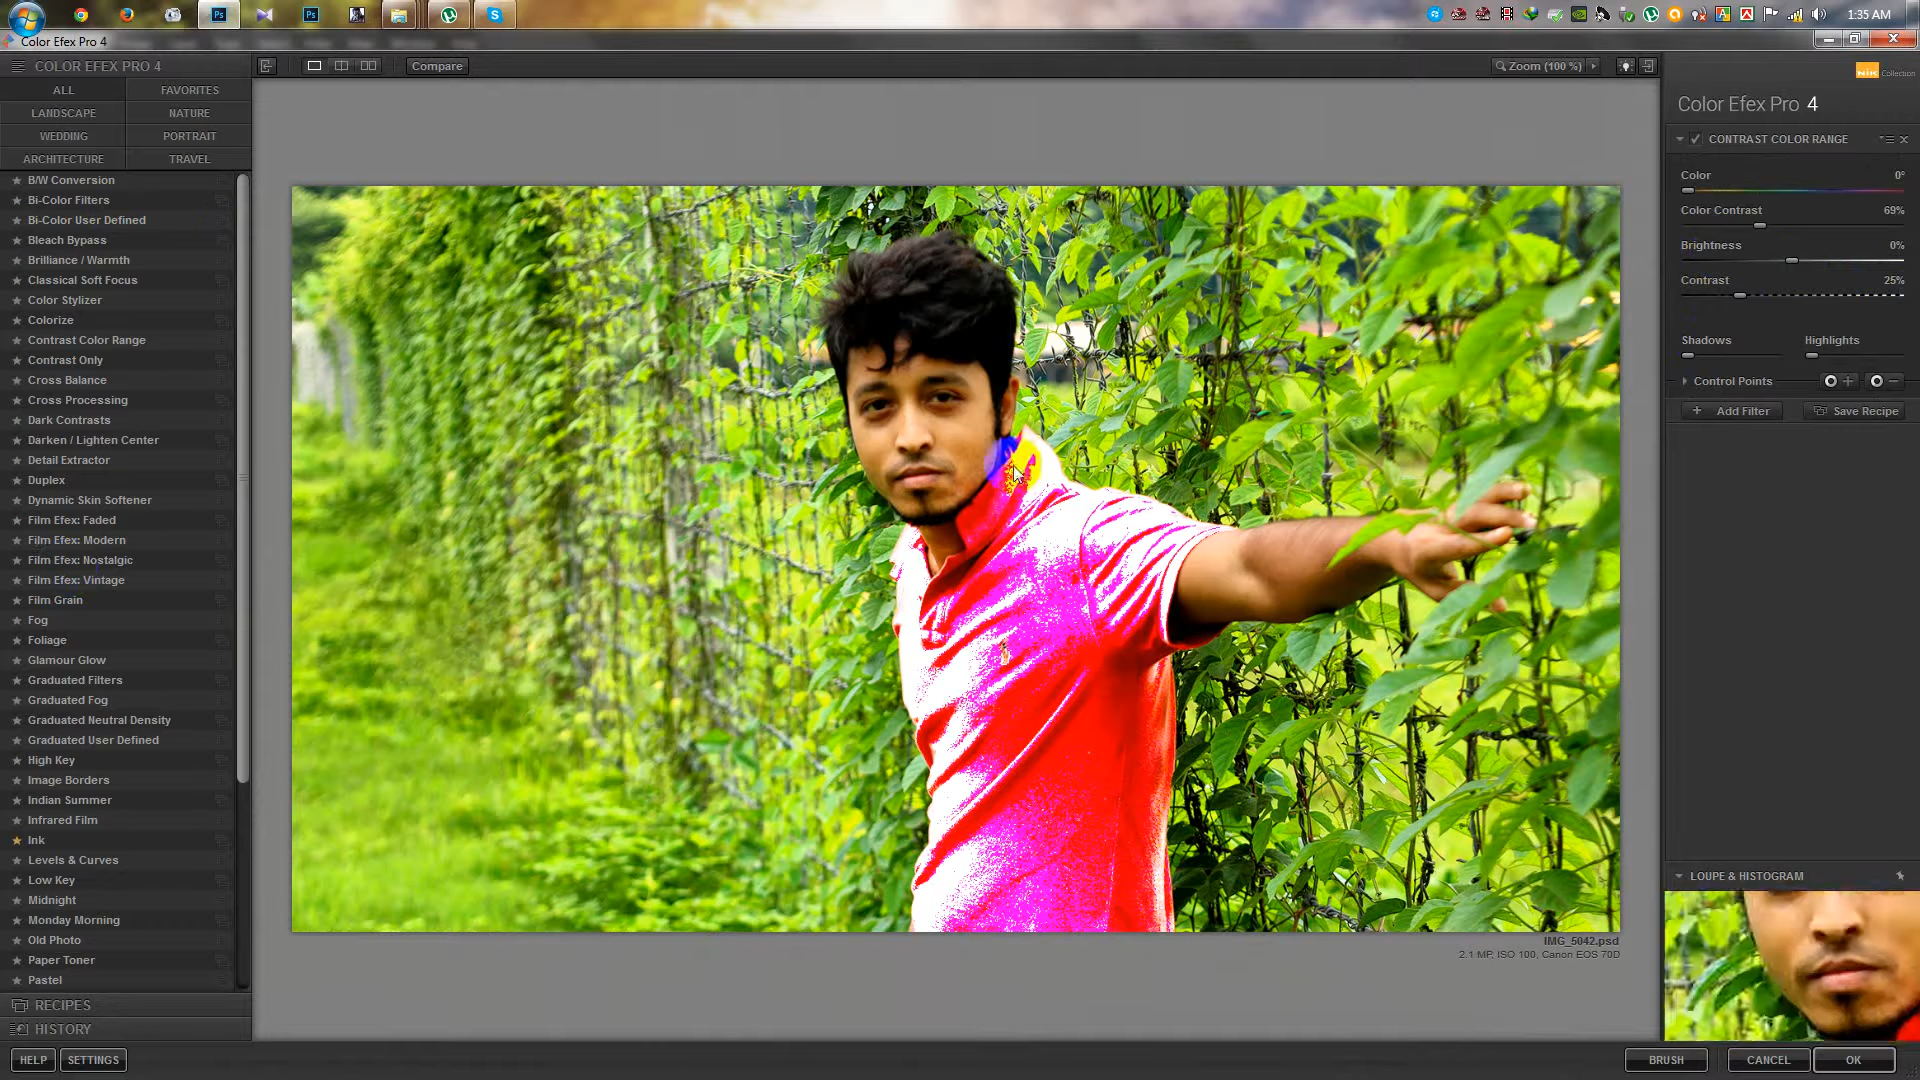 1:35 AM
Color Efex Pro 4
COLOR EFEX PRO 4
Compare
Zoom (100 %)
ALL
FAVORITES
LANDSCAPE
NATURE
WEDDING
PORTRAIT
ARCHITECTURE
TRAVEL
B/W Conversion
Bi-Color Filters
Bi-Color User Defined
Bleach Bypass
Brilliance / Warmth
Classical Soft Focus
Color Stylizer
Colorize
Contrast Color Range
Contrast Only
Cross Balance
Cross Processing
Dark Contrasts
Darken / Lighten Center
Detail Extractor
Duplex
Dynamic Skin Softener
Film Efex: Faded
Film Efex: Modern
Film Efex: Nostalgic
Film Efex: Vintage
Film Grain
Fog
Foliage
Glamour Glow
Graduated Filters
Graduated Fog
Graduated Neutral Density
Graduated User Defined
High Key
Image Borders
Indian Summer
Infrared Film
Ink
Levels & Curves
Low Key
Midnight
Monday Morning
Old Photo
Paper Toner
Pastel
RECIPES
HISTORY
HELP
SETTINGS
IMG_5042.psd
2.1 MP, ISO 100, Canon EOS 70D
Nik Collection
Color Efex Pro 4
CONTRAST COLOR RANGE
Color 0°
Color Contrast 69%
Brightness 0%
Contrast 25%
Shadows
Highlights
Control Points
Add Filter
Save Recipe
LOUPE & HISTOGRAM
BRUSH
CANCEL
OK